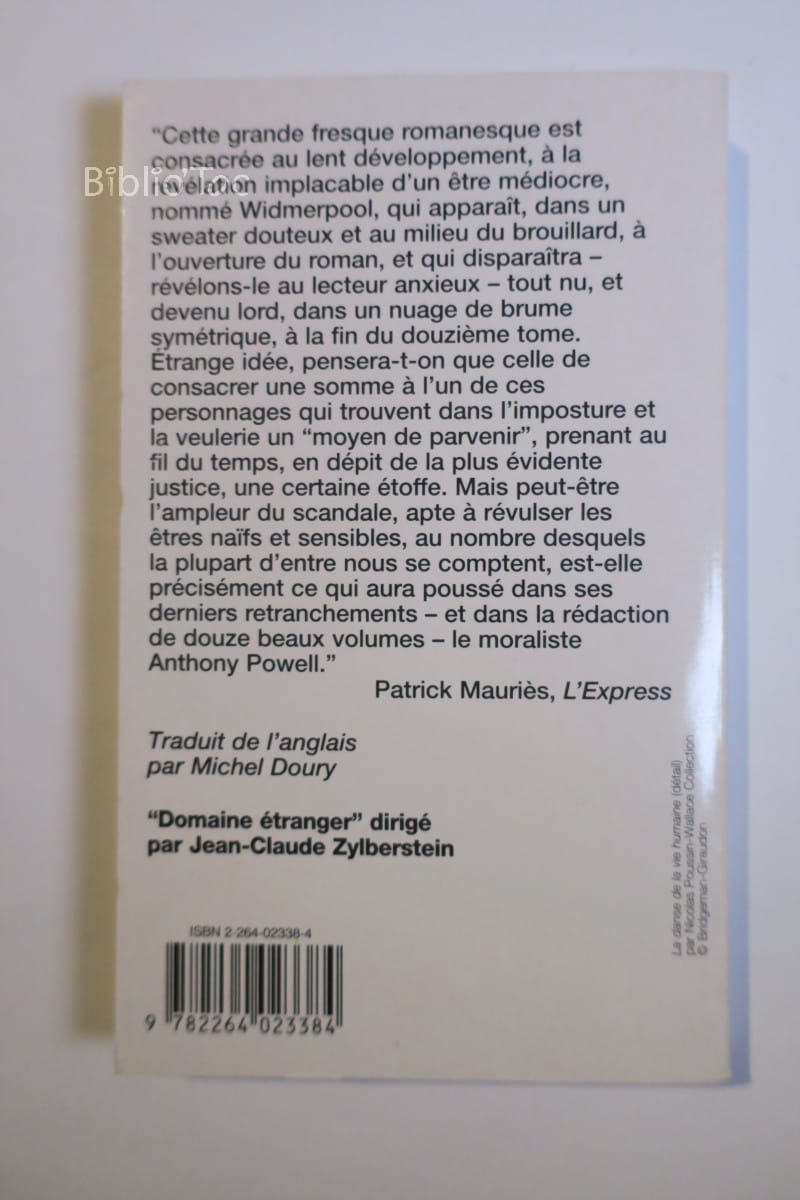 “Cette grande fresque romanesque est
consacrée au lent développement, à la
révélation implacable d’un être médiocre,
nommé Widmerpool, qui apparaît, dans un
sweater douteux et au milieu du brouillard, à
l’ouverture du roman, et qui disparaîtra –
révélons-le au lecteur anxieux – tout nu, et
devenu lord, dans un nuage de brume
symétrique, à la fin du douzième tome.
Étrange idée, pensera-t-on que celle de
consacrer une somme à l’un de ces
personnages qui trouvent dans l’imposture et
la veulerie un “moyen de parvenir”, prenant au
fil du temps, en dépit de la plus évidente
justice, une certaine étoffe. Mais peut-être
l’ampleur du scandale, apte à révulser les
êtres naïfs et sensibles, au nombre desquels
la plupart d’entre nous se comptent, est-elle
précisément ce qui aura poussé dans ses
derniers retranchements – et dans la rédaction
de douze beaux volumes – le moraliste
Anthony Powell.”
Patrick Mauriès, L’Express
Traduit de l’anglais
par Michel Doury
“Domaine étranger” dirigé
par Jean-Claude Zylberstein
ISBN 2-264-02338-4
9 782264 023384
La danse de la vie humaine (détail)
par Nicolas Poussin-Wallace Collection
© Bridgeman-Giraudon
Biblio'Toc